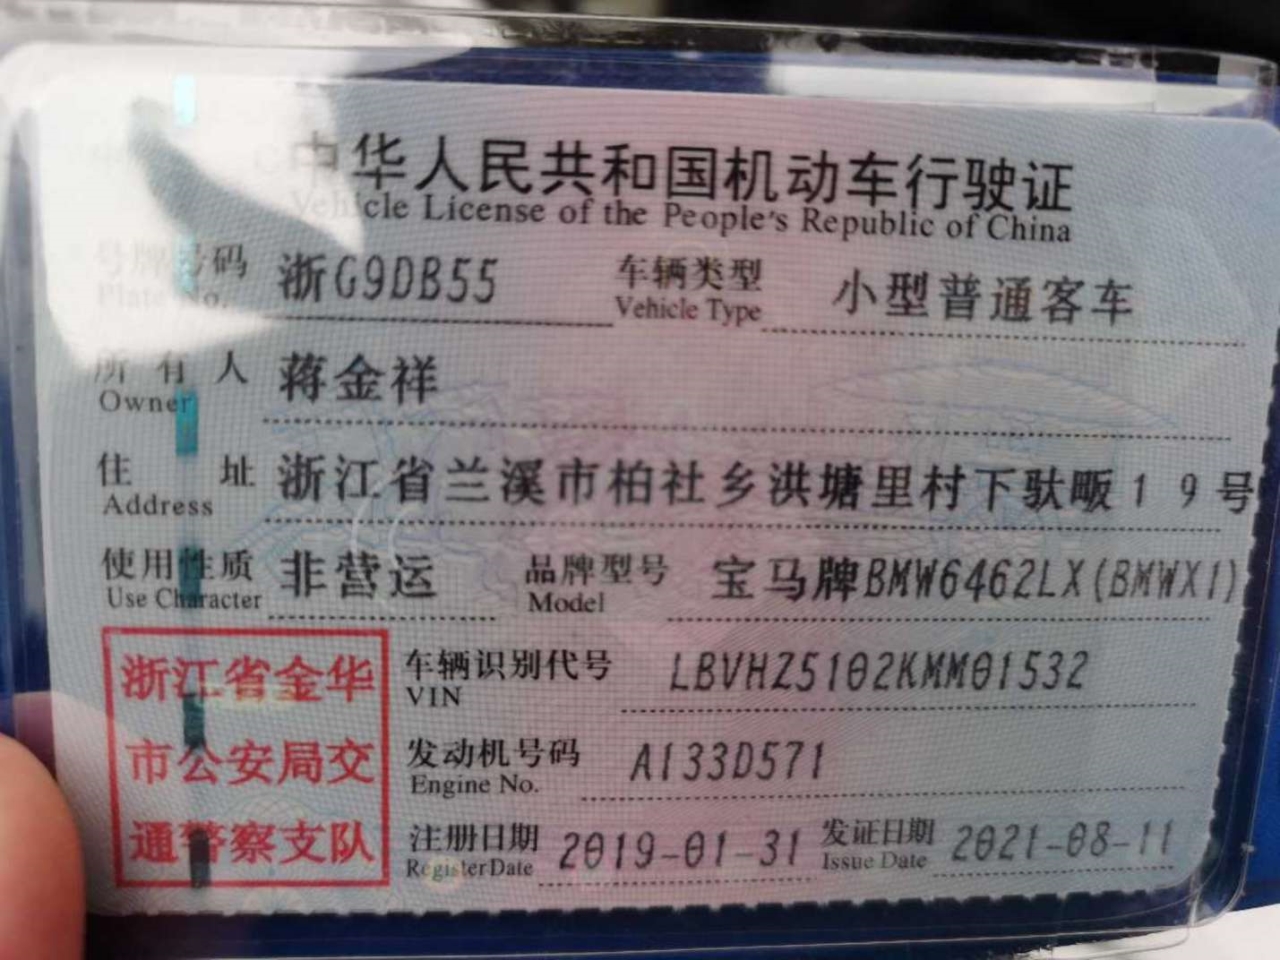 中华人民共和国机动车行驶证
Vehicle License of the People's Republic of China
号牌号码 浙G9DB55 车辆类型 小型普通客车
Plate No. Vehicle Type
所有人 蒋金祥
Owner
住址 浙江省兰溪市柏社乡洪塘里村下驮畈19号
Address
使用性质 非营运 品牌型号 宝马牌BMW6462LX(BMWX1)
Use Character Model
浙江省金华
市公安局交
通警察支队
车辆识别代号 LBVHZ5102KMM01532
VIN
发动机号码 A133D571
Engine No.
注册日期 2019-01-31 发证日期 2021-08-11
Register Date Issue Date